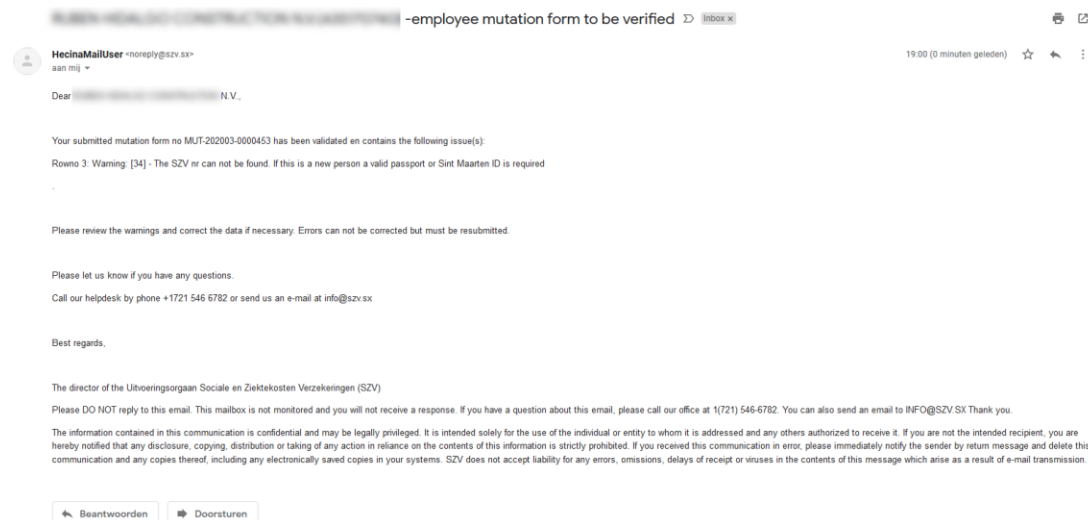 -employee mutation form to be verified Inbox x
HecinaMailUser <noreply@szv.sx>
19:00 (0 minuten geleden)
aan mij
Dear N.V.,
Your submitted mutation form no MUT-202003-0000453 has been validated en contains the following issue(s):
Rowno 3: Warning: [34] - The SZV nr can not be found. If this is a new person a valid passport or Sint Maarten ID is required
.
Please review the warnings and correct the data if necessary. Errors can not be corrected but must be resubmitted.
Please let us know if you have any questions.
Call our helpdesk by phone +1721 546 6782 or send us an e-mail at info@szv.sx
Best regards,
The director of the Uitvoeringsorgaan Sociale en Ziektekosten Verzekeringen (SZV)
Please DO NOT reply to this email. This mailbox is not monitored and you will not receive a response. If you have a question about this email, please call our office at 1(721) 546-6782. You can also send an email to INFO@SZV.SX Thank you.
The information contained in this communication is confidential and may be legally privileged. It is intended solely for the use of the individual or entity to whom it is addressed and any others authorized to receive it. If you are not the intended recipient, you are
hereby notified that any disclosure, copying, distribution or taking of any action in reliance on the contents of this information is strictly prohibited. If you received this communication in error, please immediately notify the sender by return message and delete this
communication and any copies thereof, including any electronically saved copies in your systems. SZV does not accept liability for any errors, omissions, delays of receipt or viruses in the contents of this message which arise as a result of e-mail transmission.
Beantwoorden Doorsturen